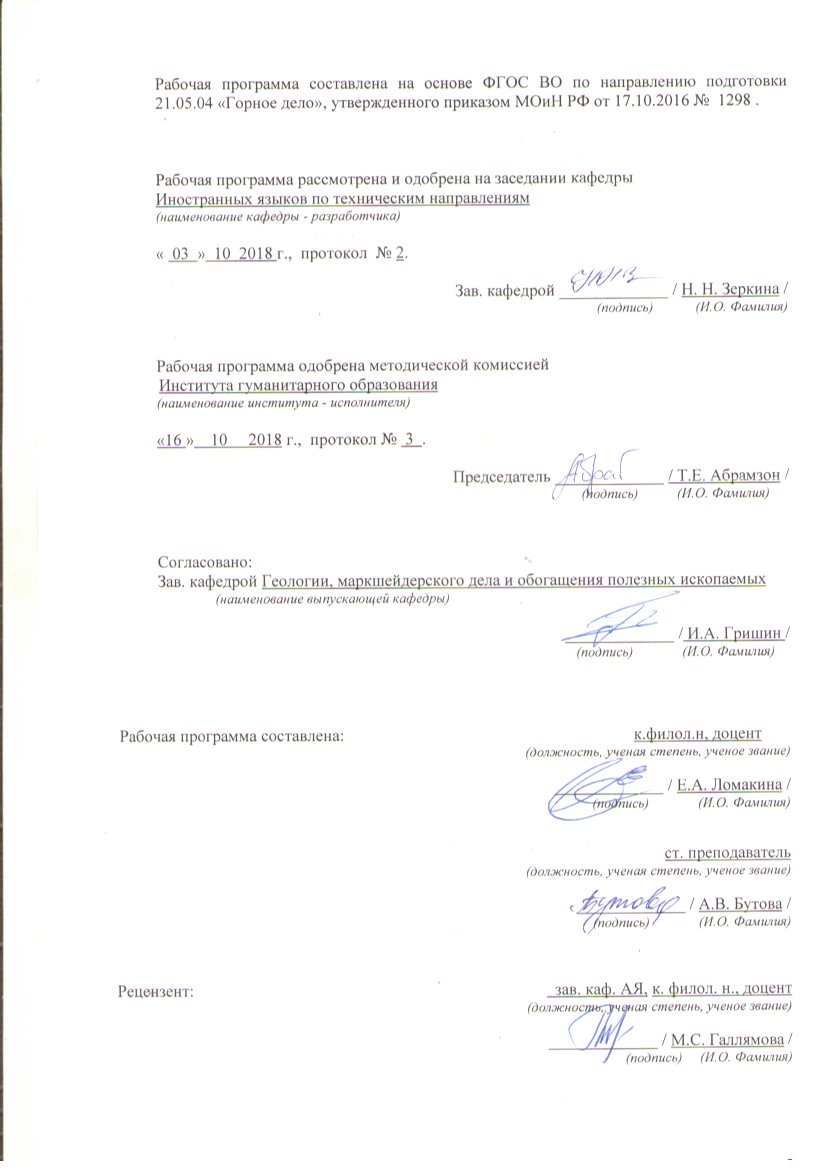 Рабочая программа составлена на основе ФГОС ВО по направлению подготовки
21.05.04 «Горное дело», утвержденного приказом МОиН РФ от 17.10.2016 № 1298 .
Рабочая программа рассмотрена и одобрена на заседании кафедры
Иностранных языков по техническим направлениям
(наименование кафедры - разработчика)
« 03 » 10 2018 г., протокол № 2.
Зав. кафедрой _____________ / Н. Н. Зеркина /
(подпись) (И.О. Фамилия)
Рабочая программа одобрена методической комиссией
Института гуманитарного образования
(наименование института - исполнителя)
«16 » 10 2018 г., протокол № 3 .
Председатель _____________ / Т.Е. Абрамзон /
(подпись) (И.О. Фамилия)
Согласовано:
Зав. кафедрой Геологии, маркшейдерского дела и обогащения полезных ископаемых
(наименование выпускающей кафедры)
_____________ / И.А. Гришин /
(подпись) (И.О. Фамилия)
Рабочая программа составлена: к.филол.н, доцент
(должность, ученая степень, ученое звание)
_____________ / Е.А. Ломакина /
(подпись) (И.О. Фамилия)
ст. преподаватель
(должность, ученая степень, ученое звание)
_____________ / А.В. Бутова /
(подпись) (И.О. Фамилия)
Рецензент: зав. каф. АЯ, к. филол. н., доцент
(должность, ученая степень, ученое звание)
_____________ / М.С. Галлямова /
(подпись) (И.О. Фамилия)